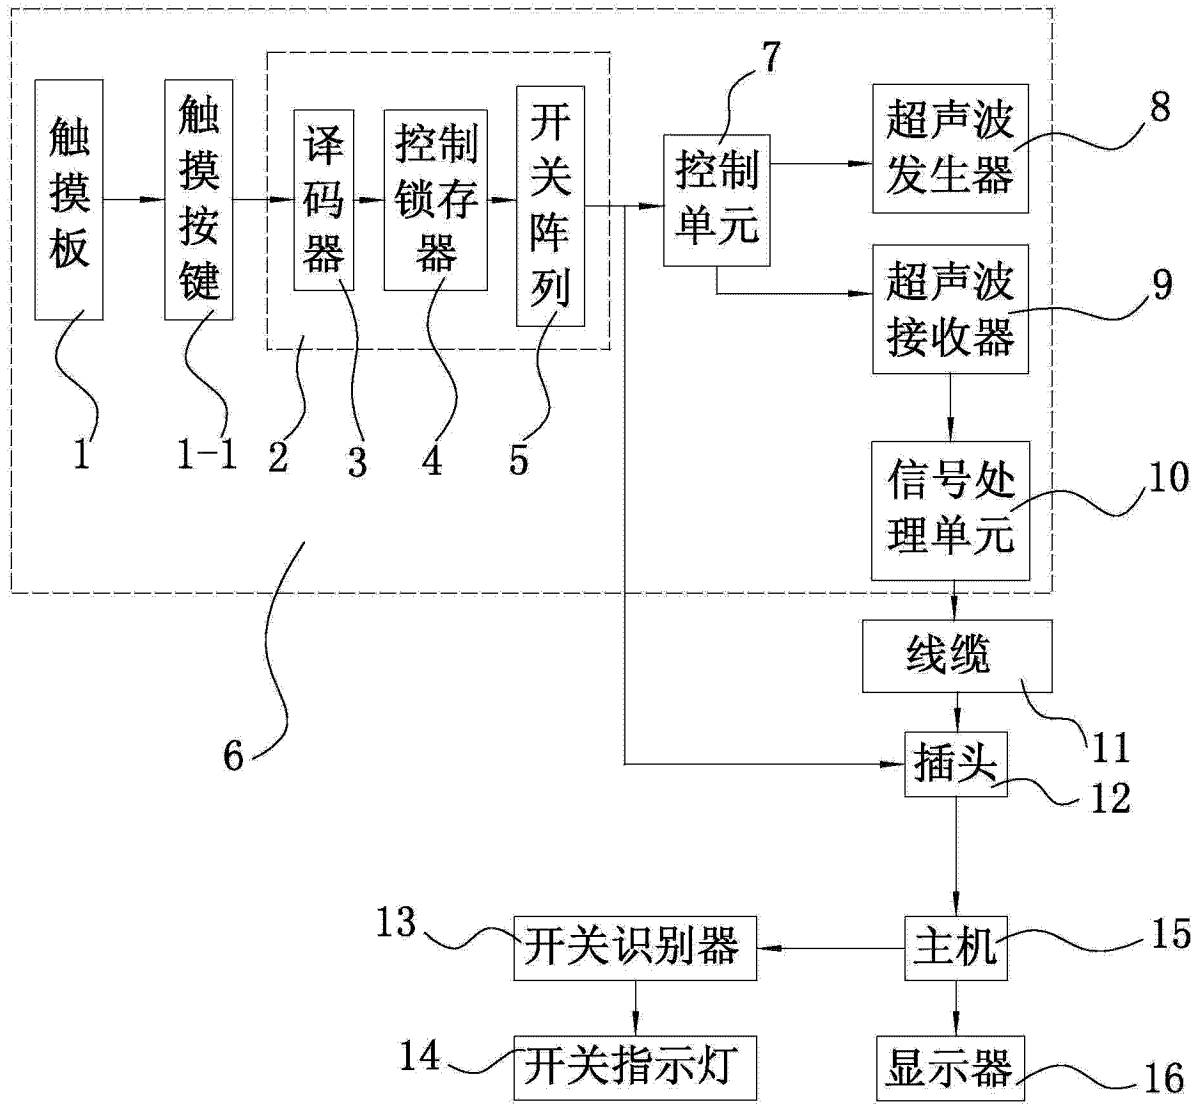 触摸板
触摸按键
译码器
控制
锁存
器
开关阵列
7
控制
单元
超声波
发生器
8
超声波
接收器
9
1
1-1
2
3
4
5
信号处
理单元
10
6
线缆
11
插头
12
13
开关识别器
主机
15
14
开关指示灯
显示器
16